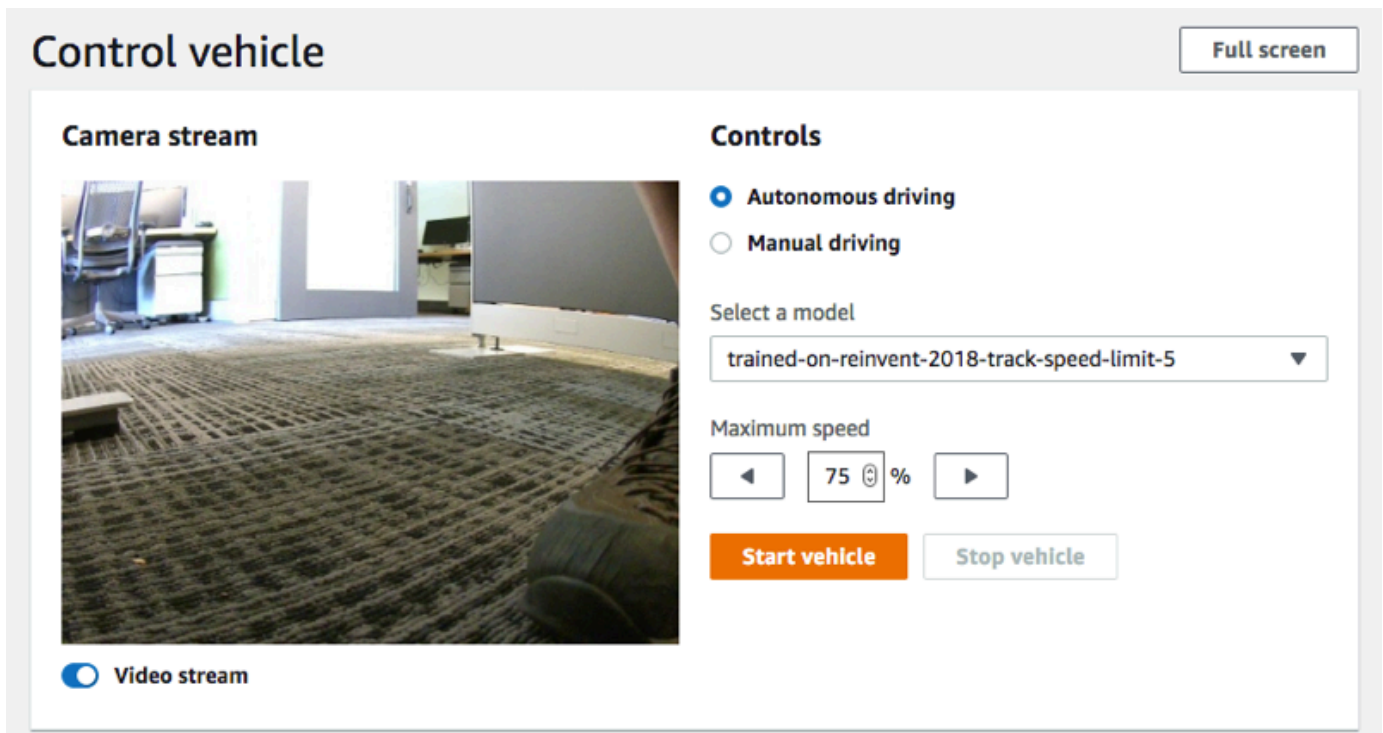 Control vehicle
Full screen
Camera stream
Controls
Autonomous driving
Manual driving
Select a model
trained-on-reinvent-2018-track-speed-limit-5
Maximum speed
75 %
Start vehicle
Stop vehicle
Video stream